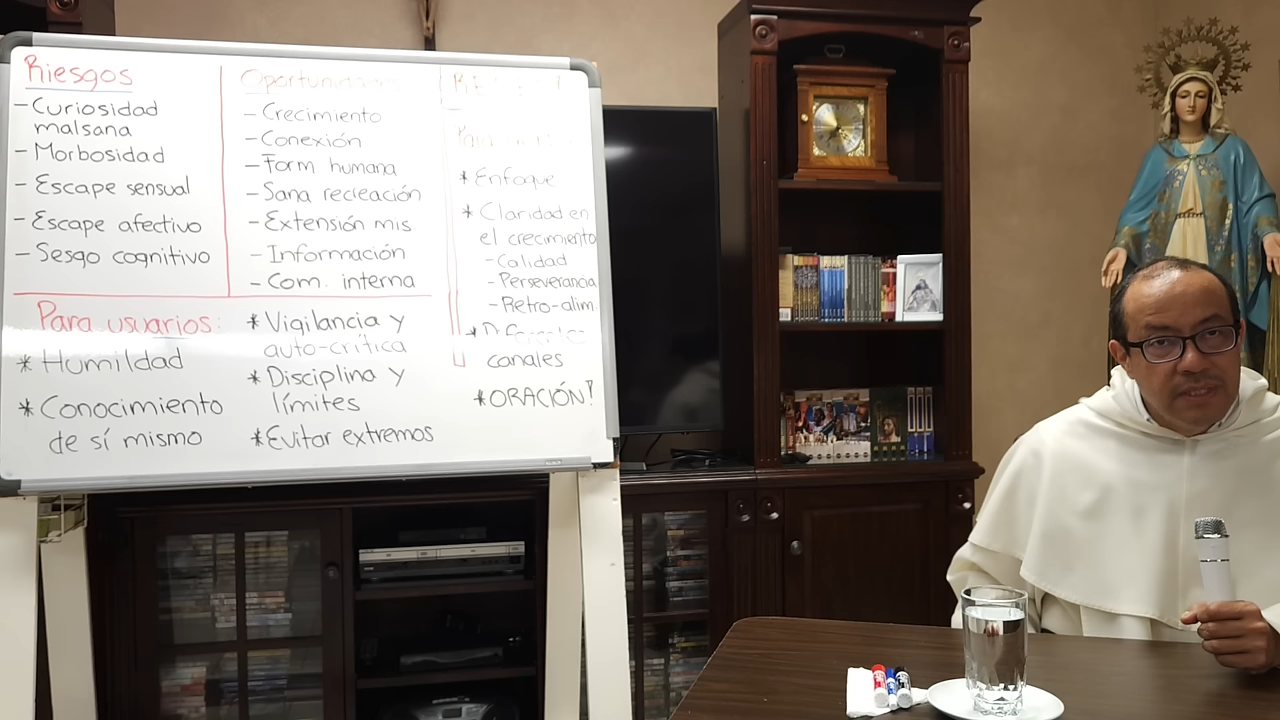 Riesgos
- Curiosidad
malsana
- Morbosidad
- Escape sensual
- Escape afectivo
- Sesgo cognitivo
Oportunidades
- Crecimiento
- Conexión
- Form humana
- Sana recreación
- Extensión mis
- Información
- Com. interna
* Enfoque
* Claridad en
el crecimiento
- Calidad
- Perseverancia
- Retro-alim.
canales
* ORACIÓN!
Para usuarios:
* Humildad
* Conocimiento
de sí mismo
* Vigilancia y
auto-crítica
* Disciplina y
límites
* Evitar extremos